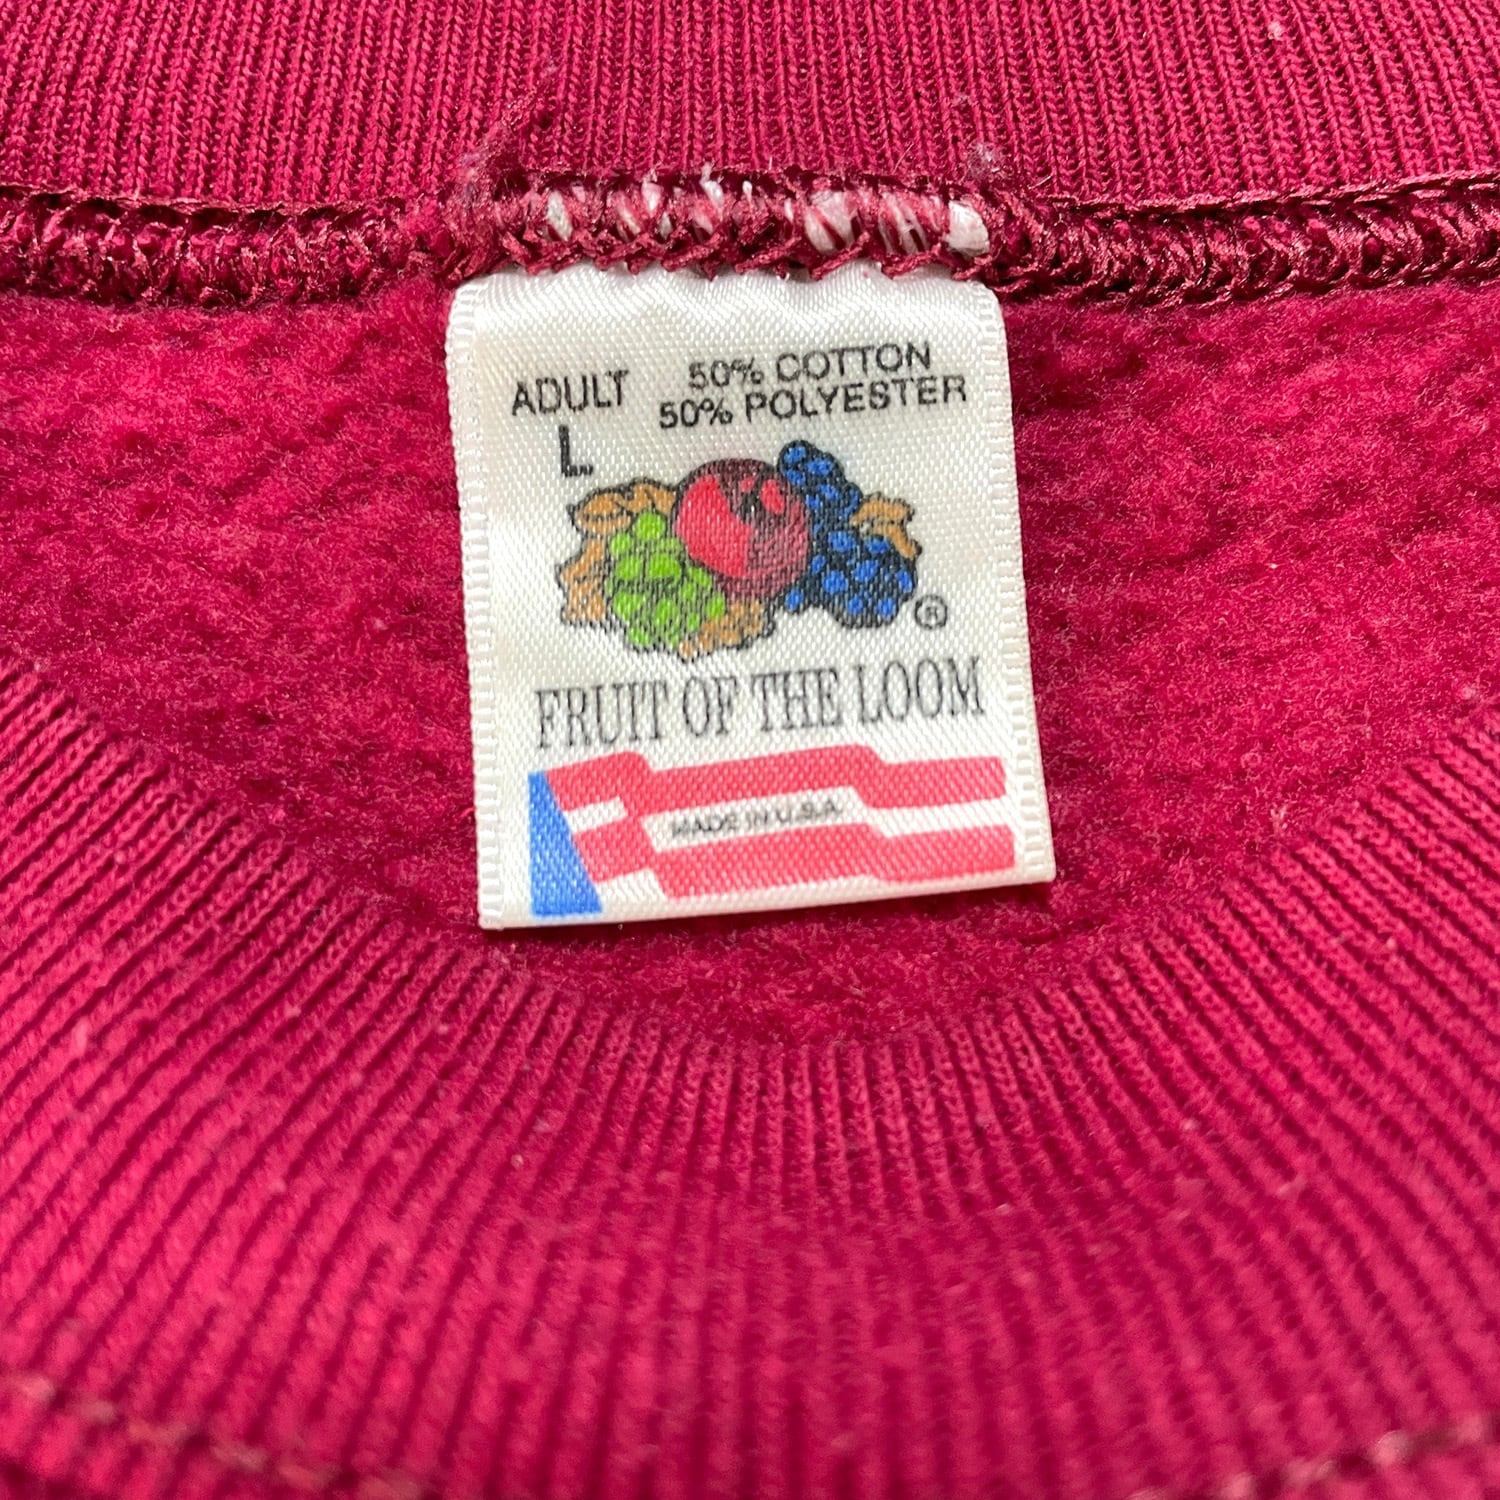 ADULT
L
50% COTTON
50% POLYESTER
®
FRUIT OF THE LOOM
MADE IN U.S.A.